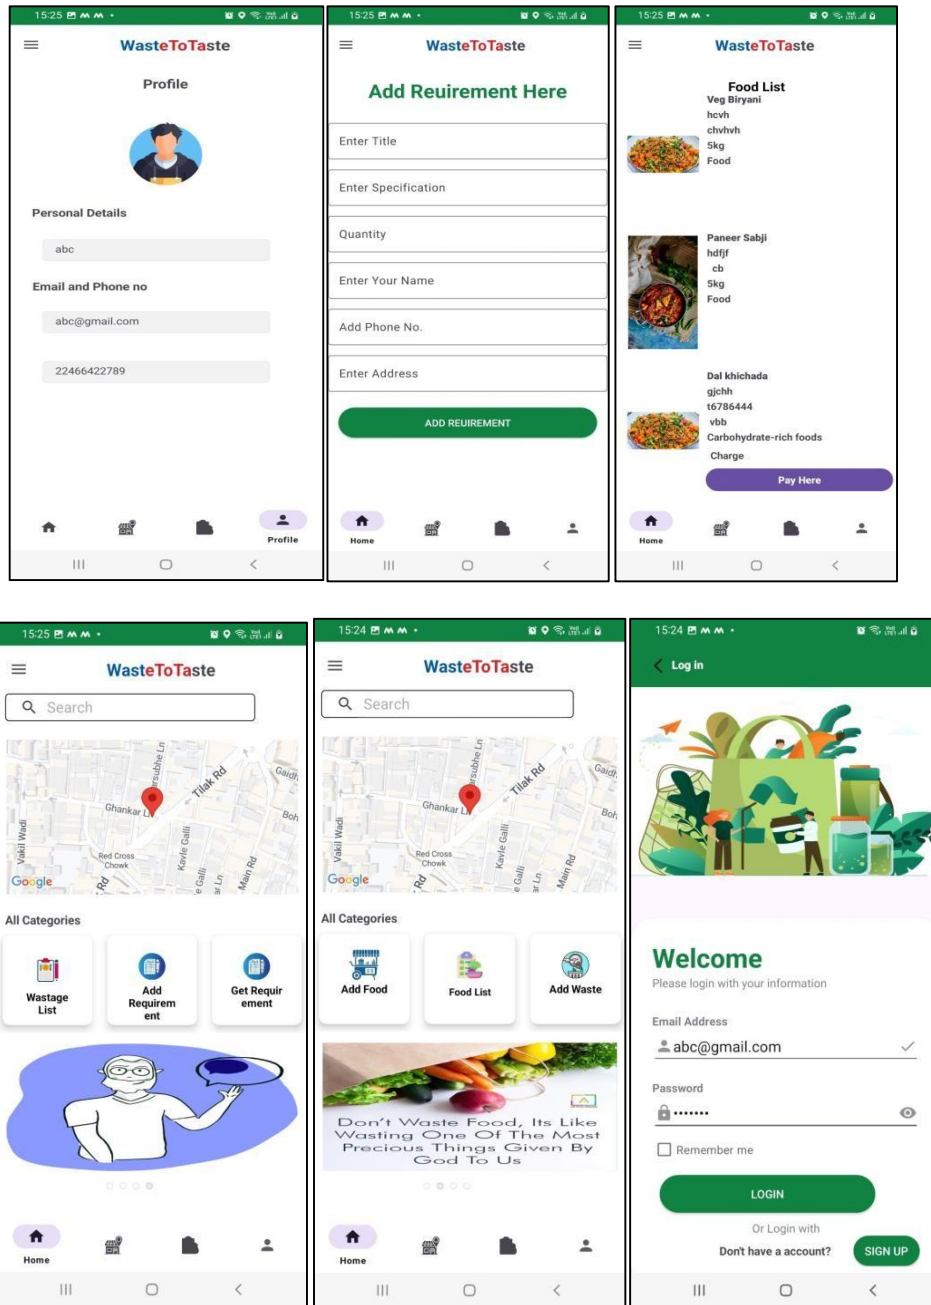 15:25
WasteToTaste
Profile
Personal Details
abc
Email and Phone no
abc@gmail.com
22466422789
Profile
15:25
WasteToTaste
Add Reuirement Here
Enter Title
Enter Specification
Quantity
Enter Your Name
Add Phone No.
Enter Address
ADD REUIREMENT
Home
15:25
WasteToTaste
Food List
Veg Biryani
hcvh
chvhvh
5kg
Food
Paneer Sabji
hdfjf
cb
5kg
Food
Dal khichada
gjchh
t6786444
vbb
Carbohydrate-rich foods
Charge
Pay Here
Home
15:25
WasteToTaste
Search
Tilak Rd
Ghankar Ln
Vakil Wadi
Red Cross
Chowk
Kavle Galli
Main Rd
Rd
Google
All Categories
Wastage
List
Add
Requirem
ent
Get Requir
ement
Home
15:24
WasteToTaste
Search
Tilak Rd
Ghankar Ln
Vakil Wadi
Red Cross
Chowk
Kavle Galli
Main Rd
Rd
Google
All Categories
Add Food
Food List
Add Waste
Don't Waste Food, Its Like
Wasting One Of The Most
Precious Things Given By
God To Us
Home
15:24
Log in
Welcome
Please login with your information
Email Address
abc@gmail.com
Password
Remember me
LOGIN
Or Login with
Don't have a account?
SIGN UP